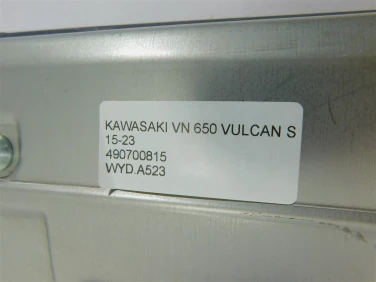 KAWASAKI VN 650 VULCAN S
15-23
490700815
WYD.A523